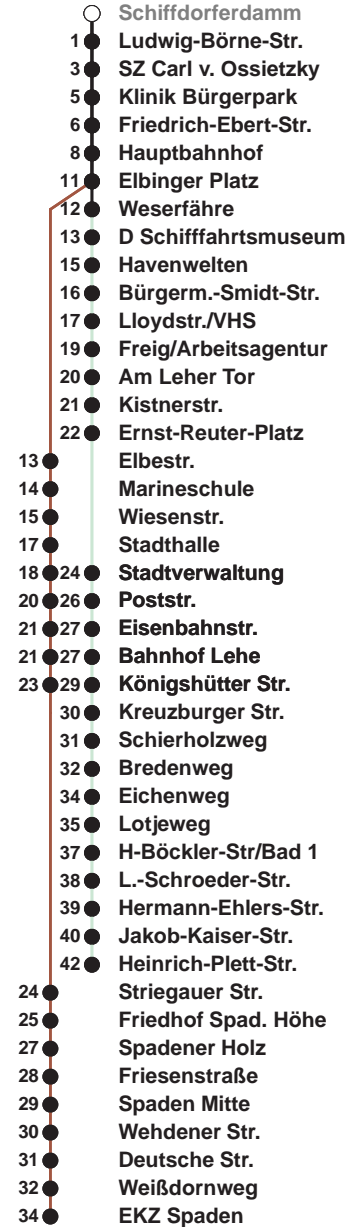 Schiffdorferdamm
1 Ludwig-Börne-Str.
3 SZ Carl v. Ossietzky
5 Klinik Bürgerpark
6 Friedrich-Ebert-Str.
8 Hauptbahnhof
11 Elbinger Platz
12 Weserfähre
13 D Schifffahrtsmuseum
15 Havenwelten
16 Bürgerm.-Smidt-Str.
17 Lloydstr./VHS
19 Freig/Arbeitsagentur
20 Am Leher Tor
21 Kistnerstr.
22 Ernst-Reuter-Platz
13 Elbestr.
14 Marineschule
15 Wiesenstr.
17 Stadthalle
18 24 Stadtverwaltung
20 26 Poststr.
21 27 Eisenbahnstr.
21 27 Bahnhof Lehe
23 29 Königshütter Str.
30 Kreuzburger Str.
31 Schierholzweg
32 Bredenweg
34 Eichenweg
35 Lotjeweg
37 H-Böckler-Str/Bad 1
38 L.-Schroeder-Str.
39 Hermann-Ehlers-Str.
40 Jakob-Kaiser-Str.
42 Heinrich-Plett-Str.
24 Striegauer Str.
25 Friedhof Spad. Höhe
27 Spadener Holz
28 Friesenstraße
29 Spaden Mitte
30 Wehdener Str.
31 Deutsche Str.
32 Weißdornweg
34 EKZ Spaden